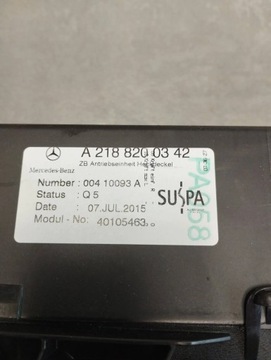 A 218 820 03 42
ZB Antriebseinheit Heckdeckel
Mercedes-Benz
Number : 004 10093 A
Status : Q 5
Date : 07.JUL.2015
Modul - No: 40105463
SUSPA